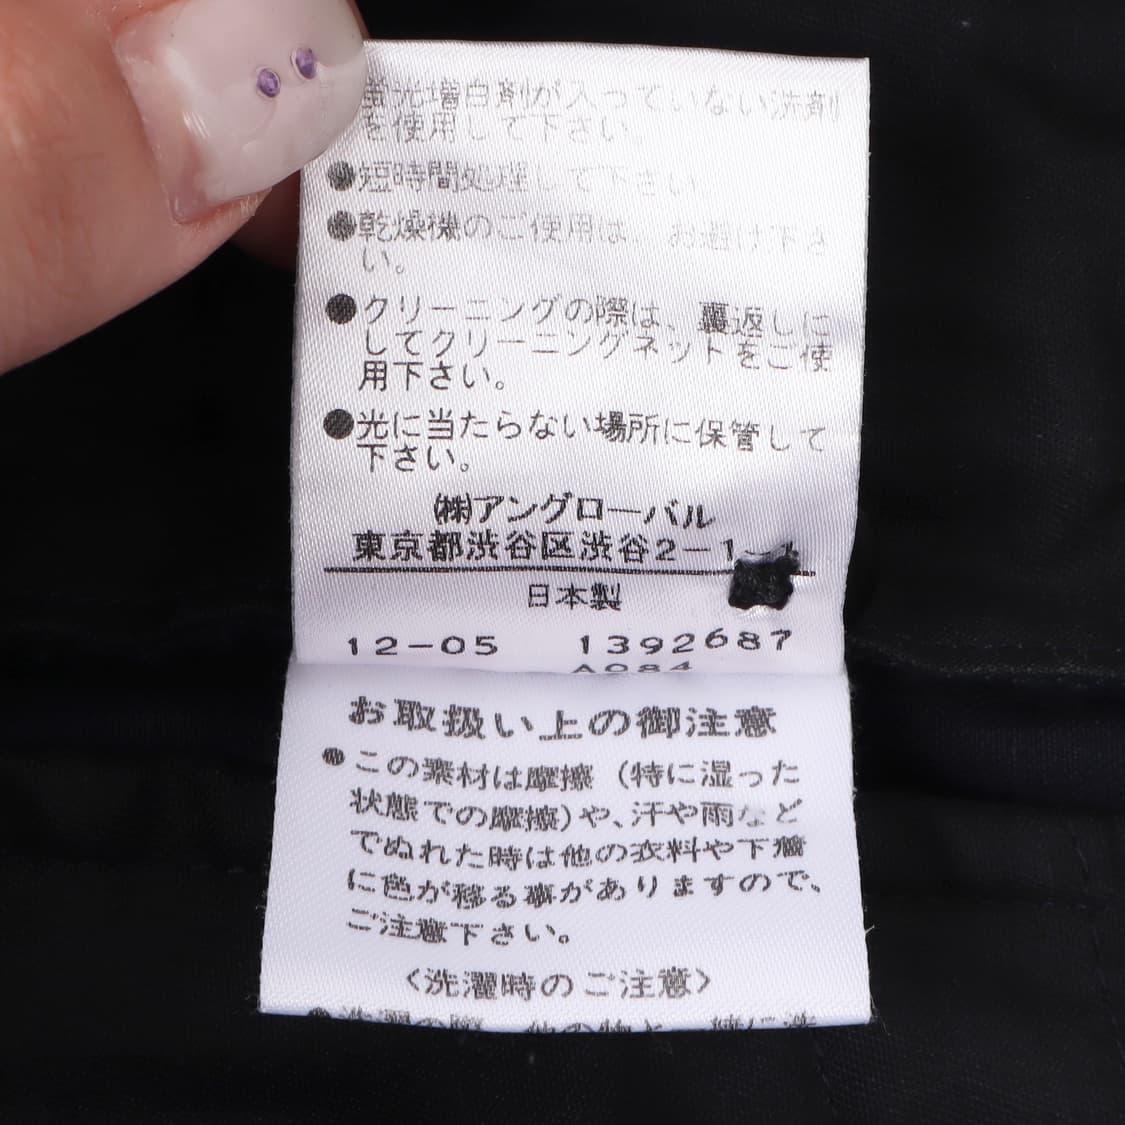 蛍光増白剤が入っていない洗剤
を使用して下さい。
●短時間処理して下さい
●乾燥機のご使用は、お避け下さ
い。
●クリーニングの際は、裏返しに
してクリーニングネットをご使
用下さい。
●光に当たらない場所に保管して
下さい。
㈱アングローバル
東京都渋谷区渋谷2-1
日本製
12-05 1392687
A084
お取扱い上の御注意
●この素材は摩擦（特に湿った
状態での摩擦）や、汗や雨など
でぬれた時は他の衣料や下着
に色が移る事がありますので、
ご注意下さい。
〈洗濯時のご注意〉